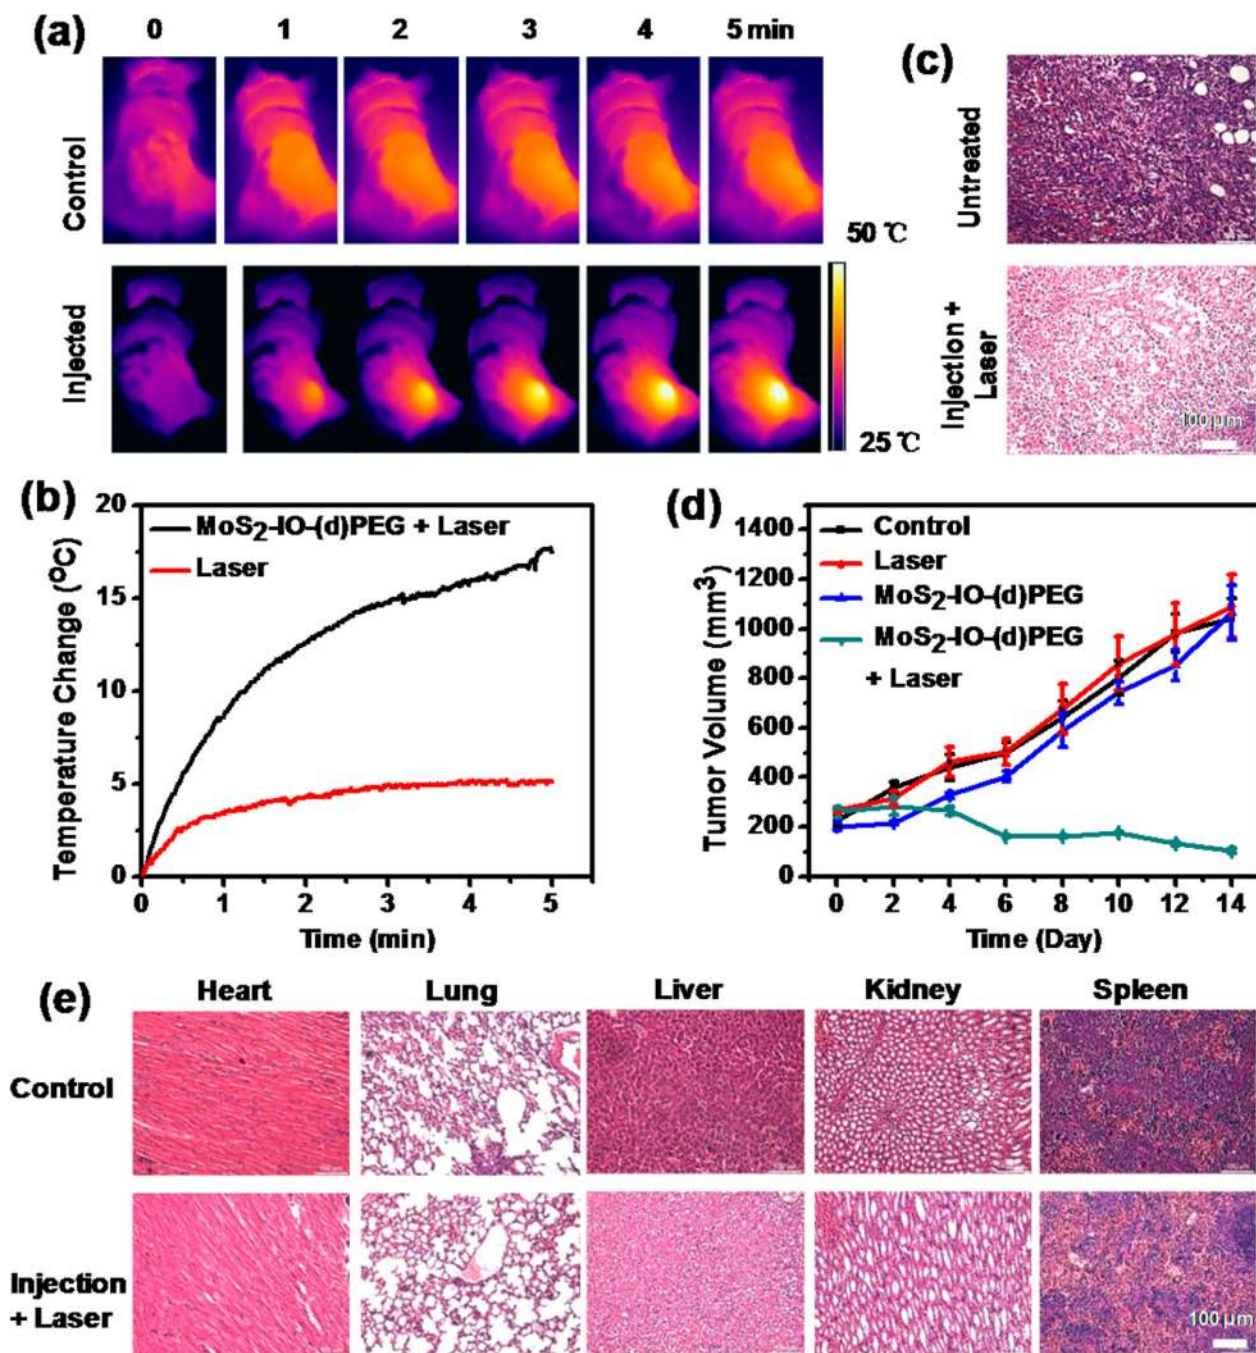 (a)
0 1 2 3 4 5 min
Control
50 ℃
Injected
25 ℃
(c)
Untreated
Injection +
Laser
100 µm
(b)
20
15
10
5
0
Temperature Change (ºC)
MoS2-IO-(d)PEG + Laser
Laser
0 1 2 3 4 5
Time (min)
(d)
1400
1200
1000
800
600
400
200
0
Tumor Volume (mm3)
Control
Laser
MoS2-IO-(d)PEG
MoS2-IO-(d)PEG
+ Laser
0 2 4 6 8 10 12 14
Time (Day)
(e)
Heart Lung Liver Kidney Spleen
Control
Injection
+ Laser
100 µm